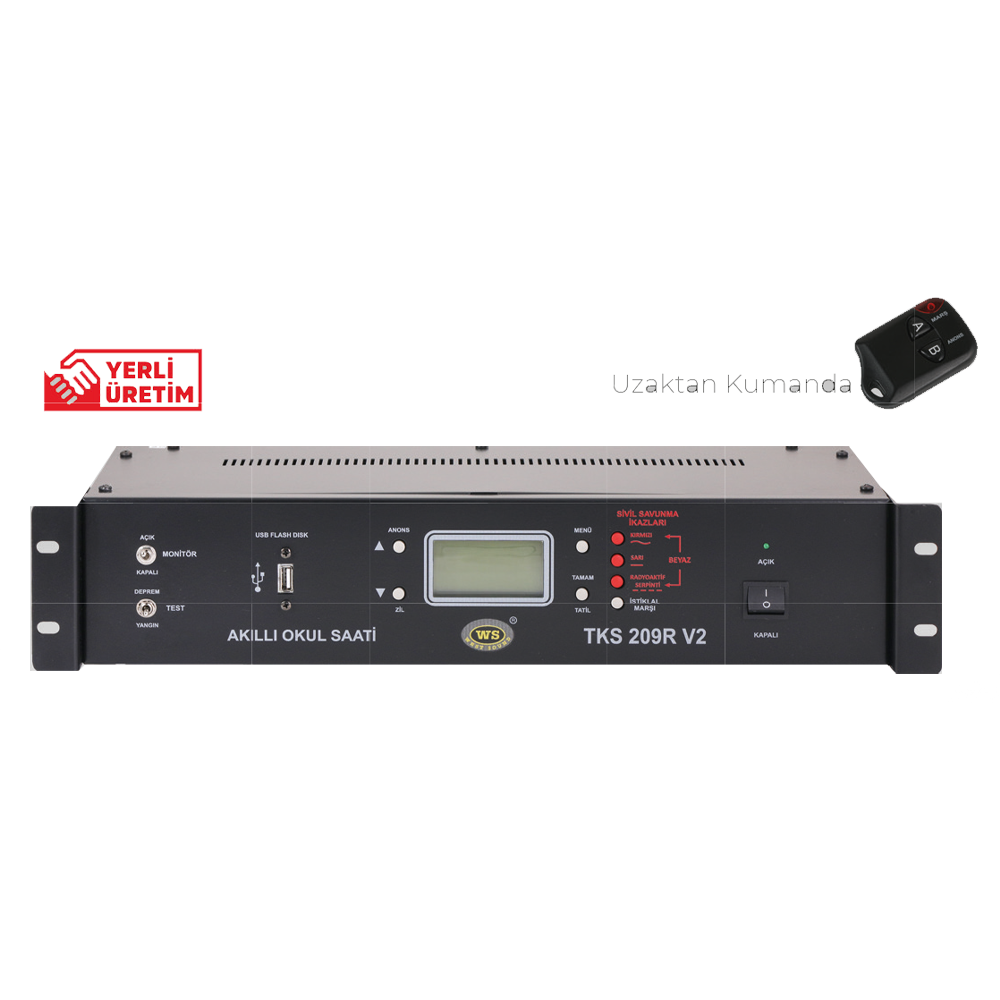 YERLİ
ÜRETİM
Uzaktan Kumanda
MARŞ
A
B
ANONS
AÇIK
MONİTÖR
KAPALI
DEPREM
TEST
YANGIN
USB FLASH DISK
ANONS
ZİL
MENÜ
TAMAM
TATİL
SİVİL SAVUNMA
İKAZLARI
KIRMIZI
SARI
BEYAZ
RADYOAKTİF
SERPİNTİ
İSTİKLAL
MARŞI
AÇIK
KAPALI
AKILLI OKUL SAATİ
WS
®
TKS 209R V2